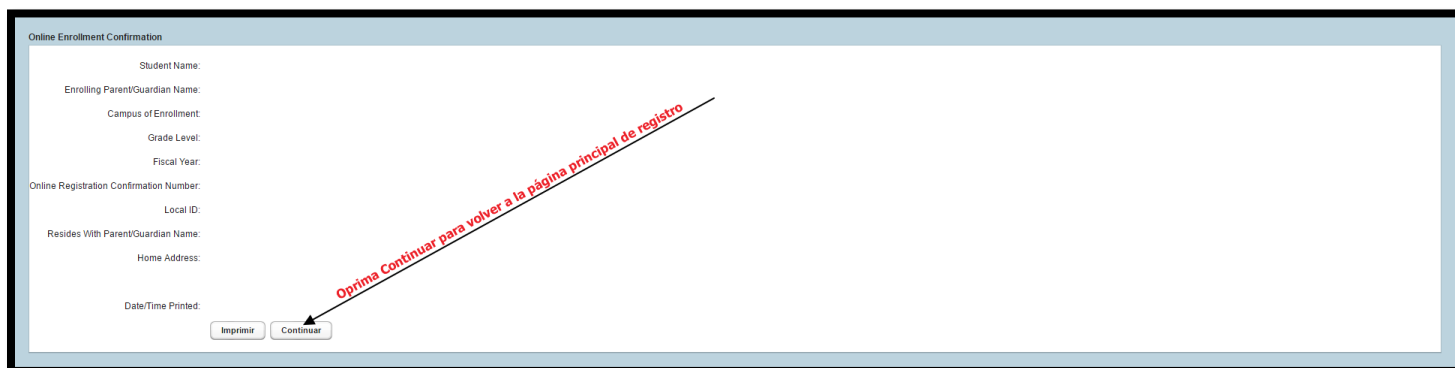 Online Enrollment Confirmation
Student Name:
Enrolling Parent/Guardian Name:
Campus of Enrollment:
Grade Level:
Fiscal Year:
Online Registration Confirmation Number:
Local ID:
Resides With Parent/Guardian Name:
Home Address:
Oprima Continuar para volver a la página principal de registro
Date/Time Printed:
Imprimir Continuar